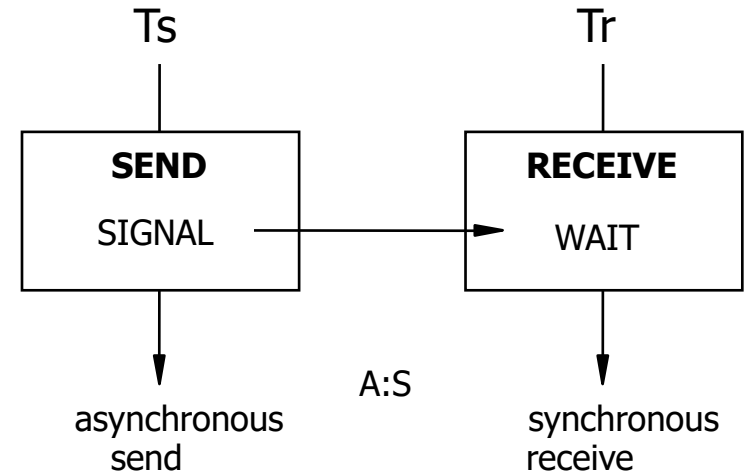 Ts
Tr
SEND
SIGNAL
RECEIVE
WAIT
A:S
asynchronous
send
synchronous
receive